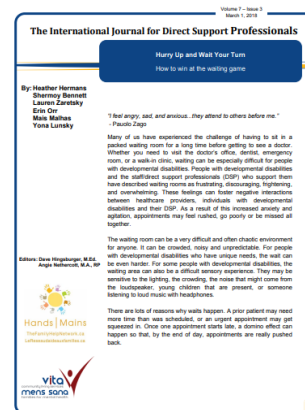 Volume 7 – Issue 3
March 1, 2018
The International Journal for Direct Support Professionals
Hurry Up and Wait Your Turn
How to win at the waiting game
By: Heather Hermans
Shermoy Bennett
Lauren Zaretsky
Erin Orr
Mais Malhas
Yona Lunsky
"I feel angry, sad, and anxious...they attend to others before me."
- Pauolo Zago
Many of us have experienced the challenge of having to sit in a
packed waiting room for a long time before getting to see a doctor.
Whether you need to visit the doctor's office, dentist, emergency
room, or a walk-in clinic, waiting can be especially difficult for people
with developmental disabilities. People with developmental disabilities
and the staff/direct support professionals (DSP) who support them
have described waiting rooms as frustrating, discouraging, frightening,
and overwhelming. These feelings can foster negative interactions
between healthcare providers, individuals with developmental
disabilities and their DSP. As a result of this increased anxiety and
agitation, appointments may feel rushed, go poorly or be missed all
together.
The waiting room can be a very difficult and often chaotic environment
for anyone. It can be crowded, noisy and unpredictable. For people
with developmental disabilities who have unique needs, the wait can
be even harder. For some people with developmental disabilities, the
waiting area can also be a difficult sensory experience. They may be
sensitive to the lighting, the crowding, the noise that might come from
the loudspeaker, young children that are present, or someone
listening to loud music with headphones.
There are lots of reasons why waits happen. A prior patient may need
more time than was scheduled, or an urgent appointment may get
squeezed in. Once one appointment starts late, a domino effect can
happen so that, by the end of day, appointments are really pushed
back.
Editors: Dave Hingsburger, M.Ed.
Angie Nethercott, M.A., RP
Hands|Mains
TheFamilyHelpNetwork.ca
vita
mens sana